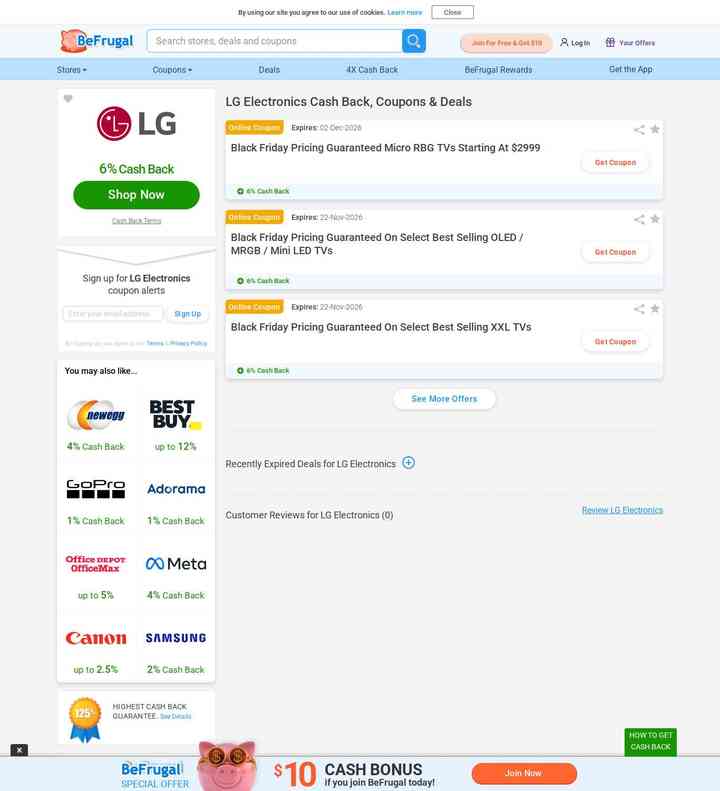 By using our site you agree to our use of cookies. Learn more Close
BeFrugal Search stores, deals and coupons Join For Free & Get $10 Log In Your Offers
Stores Coupons Deals 4X Cash Back BeFrugal Rewards Get the App
LG
6% Cash Back
Shop Now
Cash Back Terms
Sign up for LG Electronics
coupon alerts
Enter your email address Sign Up
Terms Privacy Policy
You may also like...
newegg BEST BUY
4% Cash Back up to 12%
GoPro Adorama
1% Cash Back 1% Cash Back
Office DEPOT
OfficeMax Meta
up to 5% 4% Cash Back
Canon SAMSUNG
up to 2.5% 2% Cash Back
125% HIGHEST CASH BACK
GUARANTEE. See Details
LG Electronics Cash Back, Coupons & Deals
Online Coupon Expires: 02-Dec-2026
Black Friday Pricing Guaranteed Micro RBG TVs Starting At $2999
Get Coupon
6% Cash Back
Online Coupon Expires: 22-Nov-2026
Black Friday Pricing Guaranteed On Select Best Selling OLED /
MRGB / Mini LED TVs
Get Coupon
6% Cash Back
Online Coupon Expires: 22-Nov-2026
Black Friday Pricing Guaranteed On Select Best Selling XXL TVs
Get Coupon
6% Cash Back
See More Offers
Recently Expired Deals for LG Electronics
Customer Reviews for LG Electronics (0) Review LG Electronics
HOW TO GET
CASH BACK
x
BeFrugal
SPECIAL OFFER
$10 CASH BONUS
if you join BeFrugal today!
Join Now